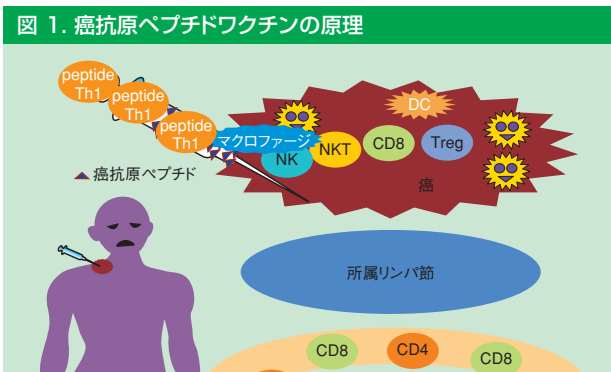 図 1. 癌抗原ペプチドワクチンの原理
peptide
Th1
peptide
Th1
peptide
Th1
マクロファージ
NK
NKT
CD8
Treg
DC
癌
癌抗原ペプチド
所属リンパ節
CD8
CD4
CD8